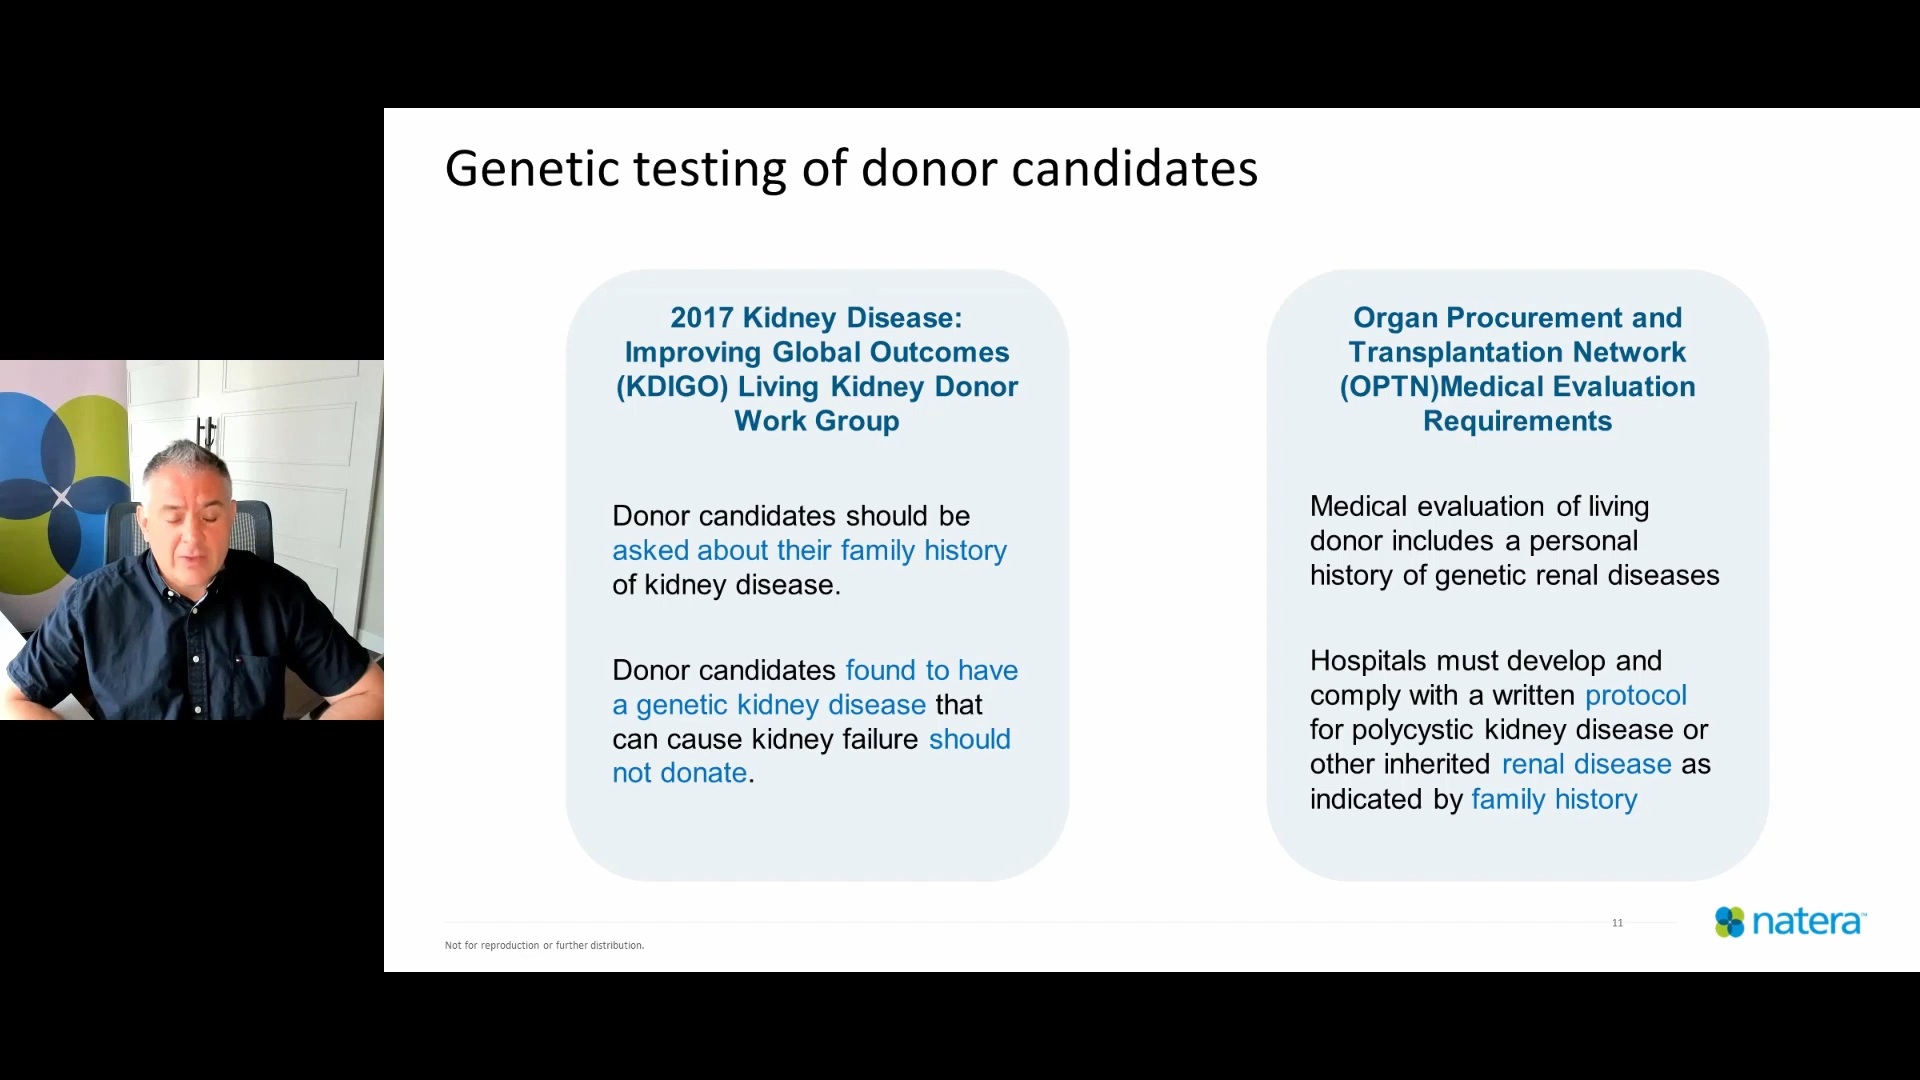 Genetic testing of donor candidates
2017 Kidney Disease:
Improving Global Outcomes
(KDIGO) Living Kidney Donor
Work Group
Donor candidates should be
asked about their family history
of kidney disease.
Donor candidates found to have
a genetic kidney disease that
can cause kidney failure should
not donate.
Organ Procurement and
Transplantation Network
(OPTN)Medical Evaluation
Requirements
Medical evaluation of living
donor includes a personal
history of genetic renal diseases
Hospitals must develop and
comply with a written protocol
for polycystic kidney disease or
other inherited renal disease as
indicated by family history
11
natera™
Not for reproduction or further distribution.